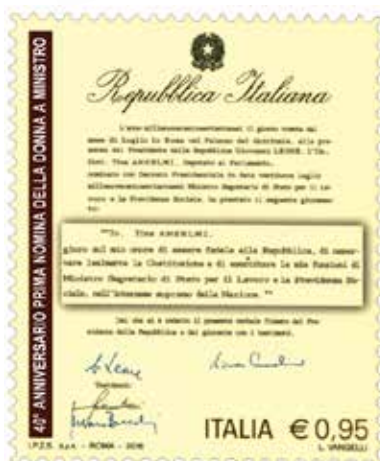 40° ANNIVERSARIO PRIMA NOMINA DELLA DONNA A MINISTRO
Repubblica Italiana
L'anno millenovecentosettantasei il giorno trenta del
mese di luglio in Roma nel Palazzo del Quirinale, alla pre-
senza del Presidente della Repubblica Giovanni LEONE, l'On.
Dott. Tina ANSELMI, Deputato al Parlamento,
nominato con Decreto Presidenziale in data ventinove luglio
millenovecentosettantasei Ministro Segretario di Stato per il La-
voro e la Previdenza Sociale, ha prestato il seguente giuramen-
to:
"Io, Tina ANSELMI,
giuro sul mio onore di essere fedele alla Repubblica, di osser-
vare lealmente la Costituzione e di esercitare le mie funzioni di
Ministro Segretario di Stato per il Lavoro e la Previdenza So-
ciale, nell'interesse supremo della Nazione."
Del che si è redatto il presente verbale firmato dal Pre-
sidente della Repubblica e dal giurante con i testimoni.
Testimoni:
ITALIA € 0,95
I.P.Z.S. S.p.A. - ROMA - 2016
L. VANGELLI